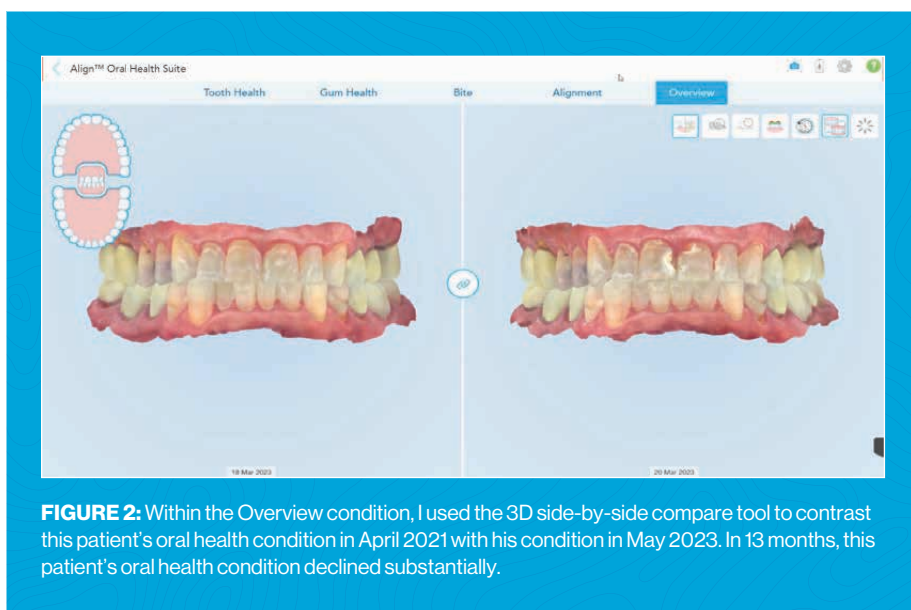 Align™ Oral Health Suite
Tooth Health Gum Health Bite Alignment Overview
18 Mar 2023 20 Mar 2023
FIGURE 2: Within the Overview condition, I used the 3D side-by-side compare tool to contrast
this patient's oral health condition in April 2021 with his condition in May 2023. In 13 months, this
patient's oral health condition declined substantially.